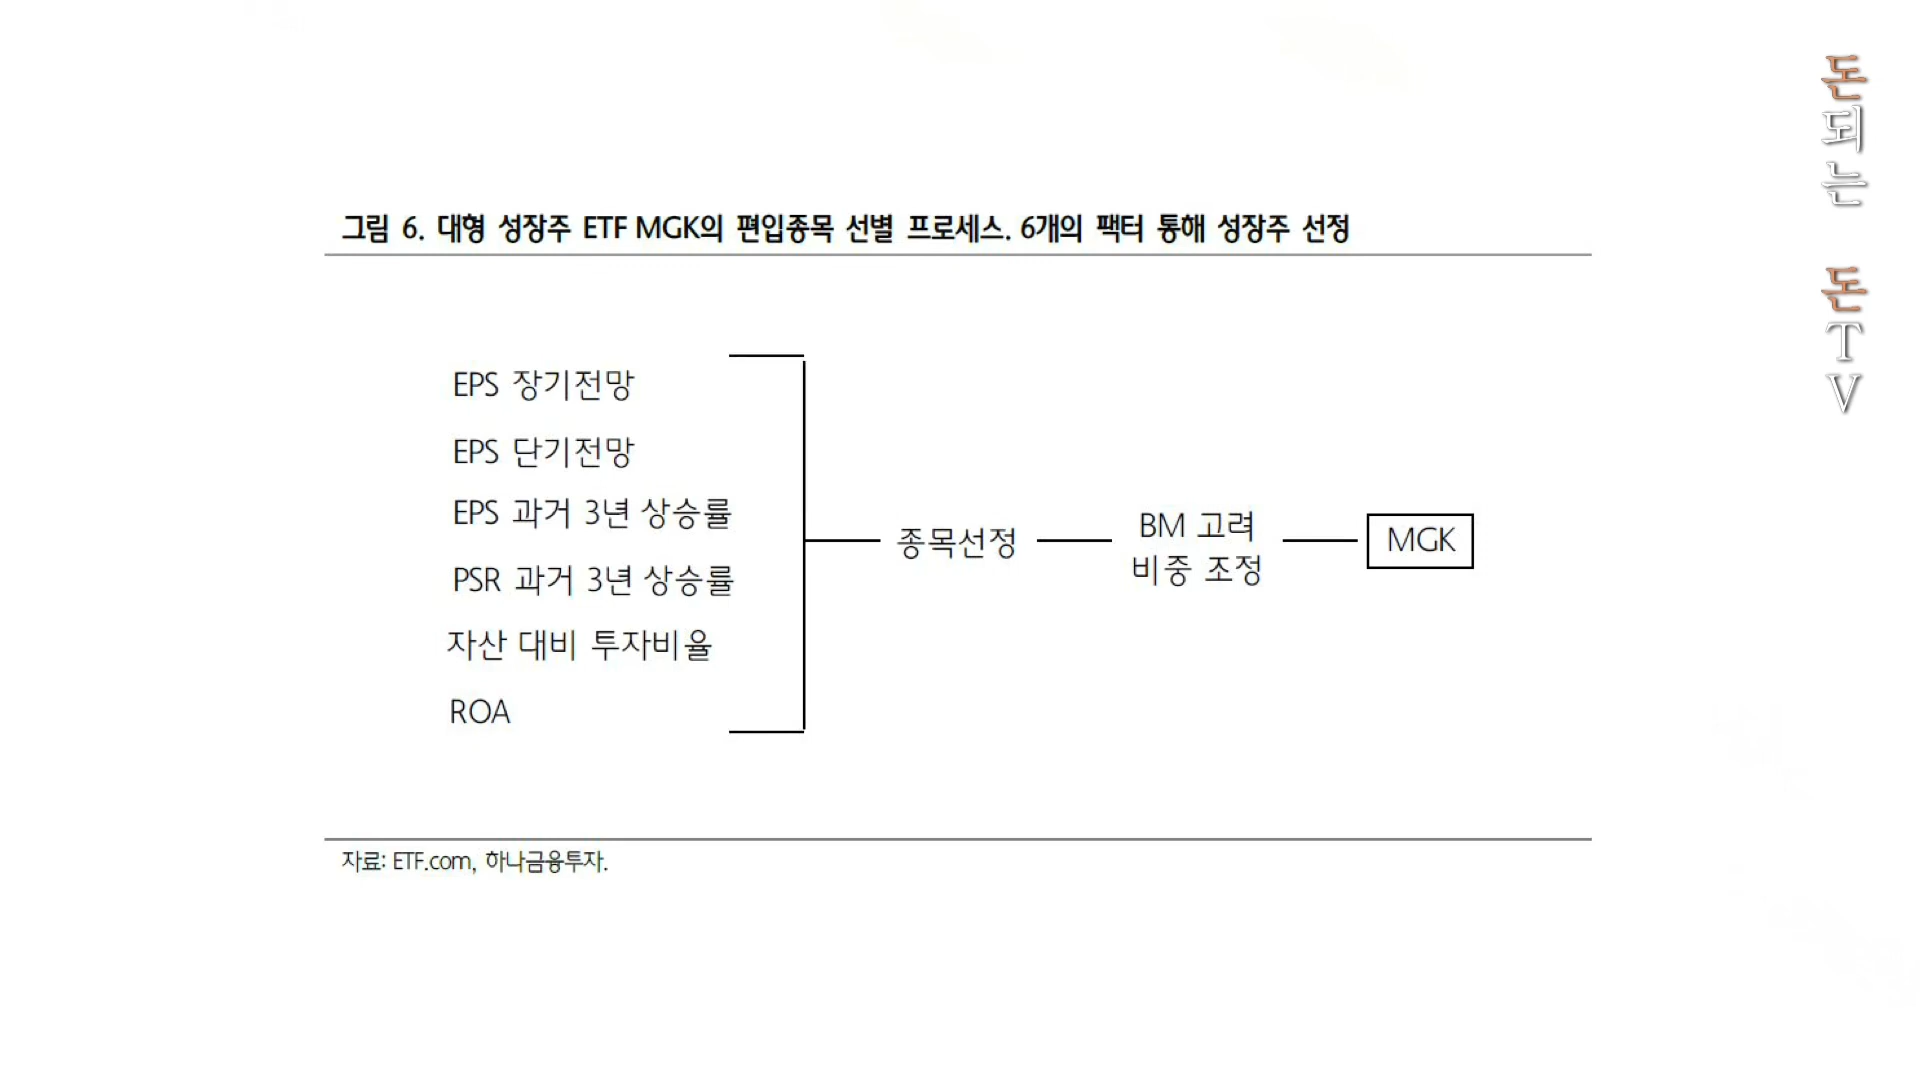 그림 6. 대형 성장주 ETF MGK의 편입종목 선별 프로세스. 6개의 팩터 통해 성장주 선정
EPS 장기전망
EPS 단기전망
EPS 과거 3년 상승률
PSR 과거 3년 상승률
자산 대비 투자비율
ROA
종목선정
BM 고려
비중 조정
MGK
자료: ETF.com, 하나금융투자.
돈되는 돈TV